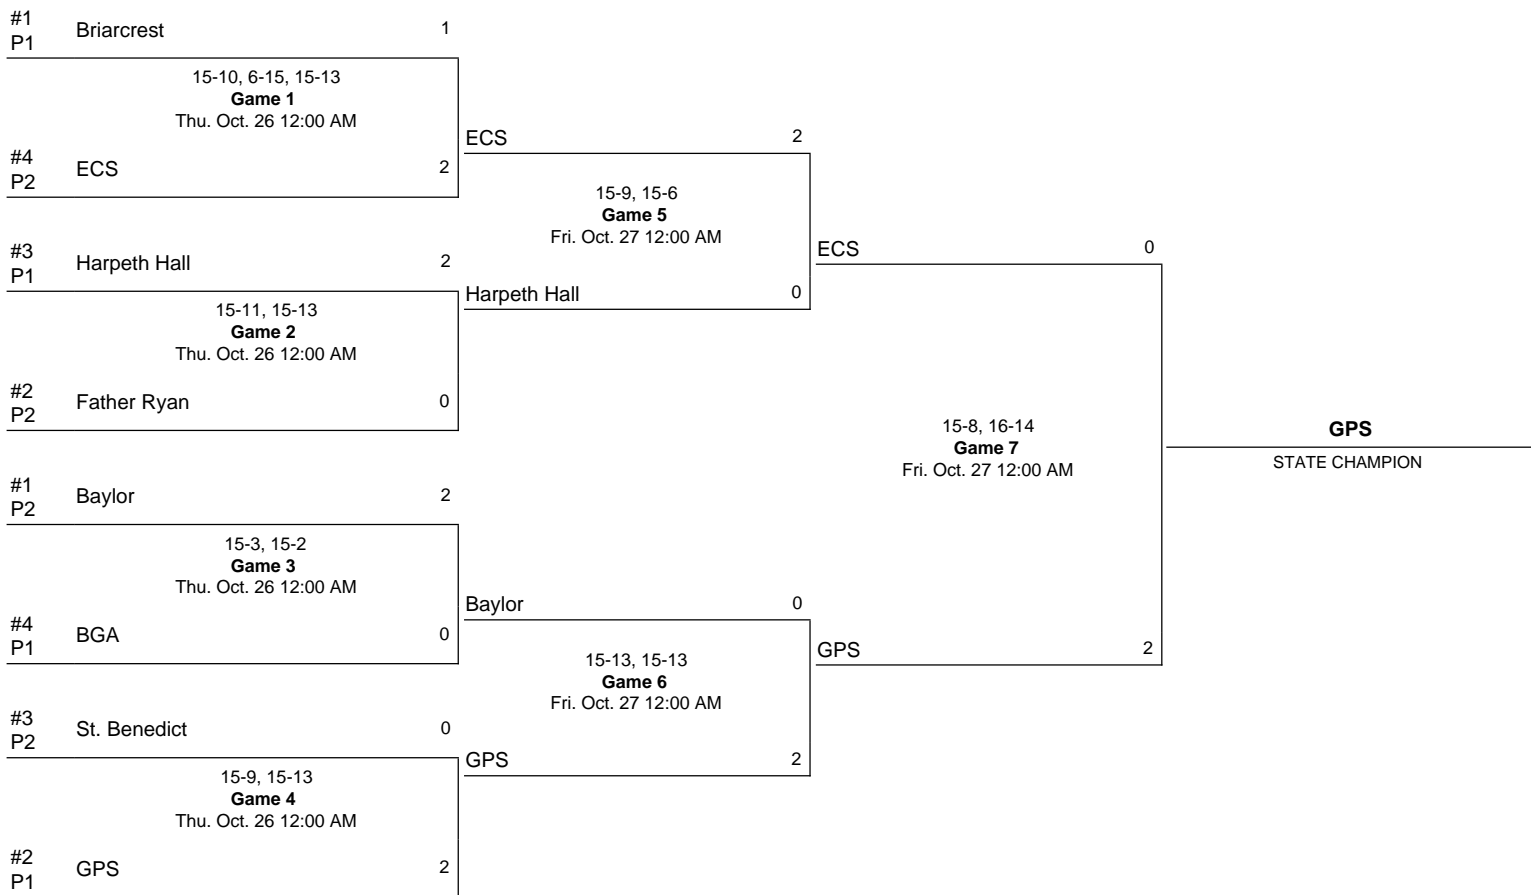 #1
P1
Briarcrest 1
15-10, 6-15, 15-13
Game 1
Thu. Oct. 26 12:00 AM
#4
P2
ECS 2
#3
P1
Harpeth Hall 2
15-11, 15-13
Game 2
Thu. Oct. 26 12:00 AM
#2
P2
Father Ryan 0
#1
P2
Baylor 2
15-3, 15-2
Game 3
Thu. Oct. 26 12:00 AM
#4
P1
BGA 0
#3
P2
St. Benedict 0
15-9, 15-13
Game 4
Thu. Oct. 26 12:00 AM
#2
P1
GPS 2
ECS 2
15-9, 15-6
Game 5
Fri. Oct. 27 12:00 AM
Harpeth Hall 0
Baylor 0
15-13, 15-13
Game 6
Fri. Oct. 27 12:00 AM
GPS 2
ECS 0
15-8, 16-14
Game 7
Fri. Oct. 27 12:00 AM
GPS 2
GPS
STATE CHAMPION